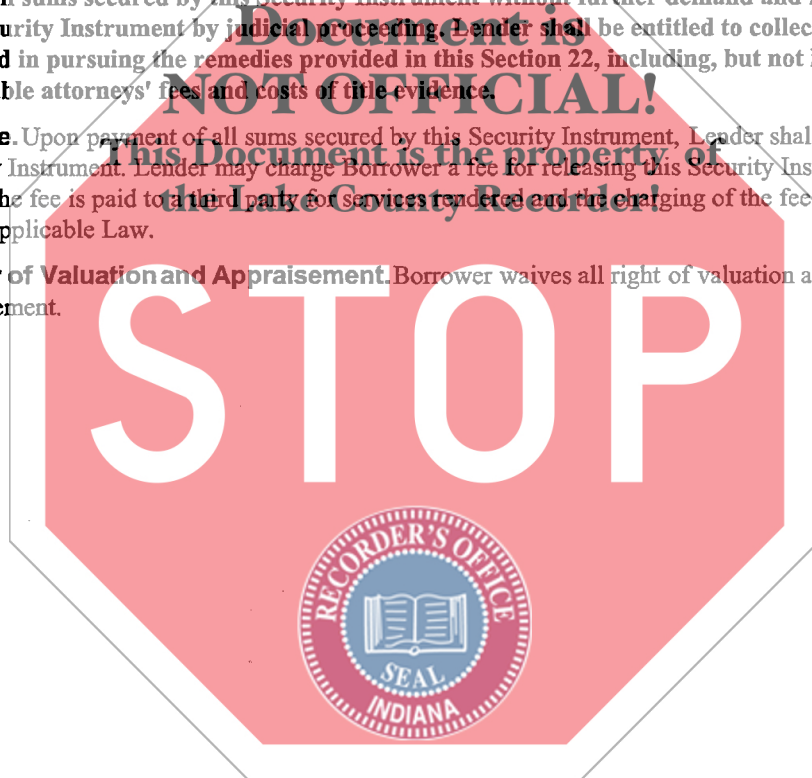 sums secured by this Security Instrument without further demand and
urity Instrument by judicial proceeding. Lender shall be entitled to collec
Document is
d in pursuing the remedies provided in this Section 22, including, but not
ble attorneys' fees and costs of title evidence.
NOT OFFICIAL!
e. Upon payment of all sums secured by this Security Instrument, Lender shal
This Document is the property of
Instrument. Lender may charge Borrower a fee for releasing this Security Ins
he fee is paid to a third party for services rendered and the charging of the fee
the Lake County Recorder!
pplicable Law.
r of Valuation and Appraisement. Borrower waives all right of valuation a
ement.
STOP
RECORDER'S OFFICE
SEAL
INDIANA